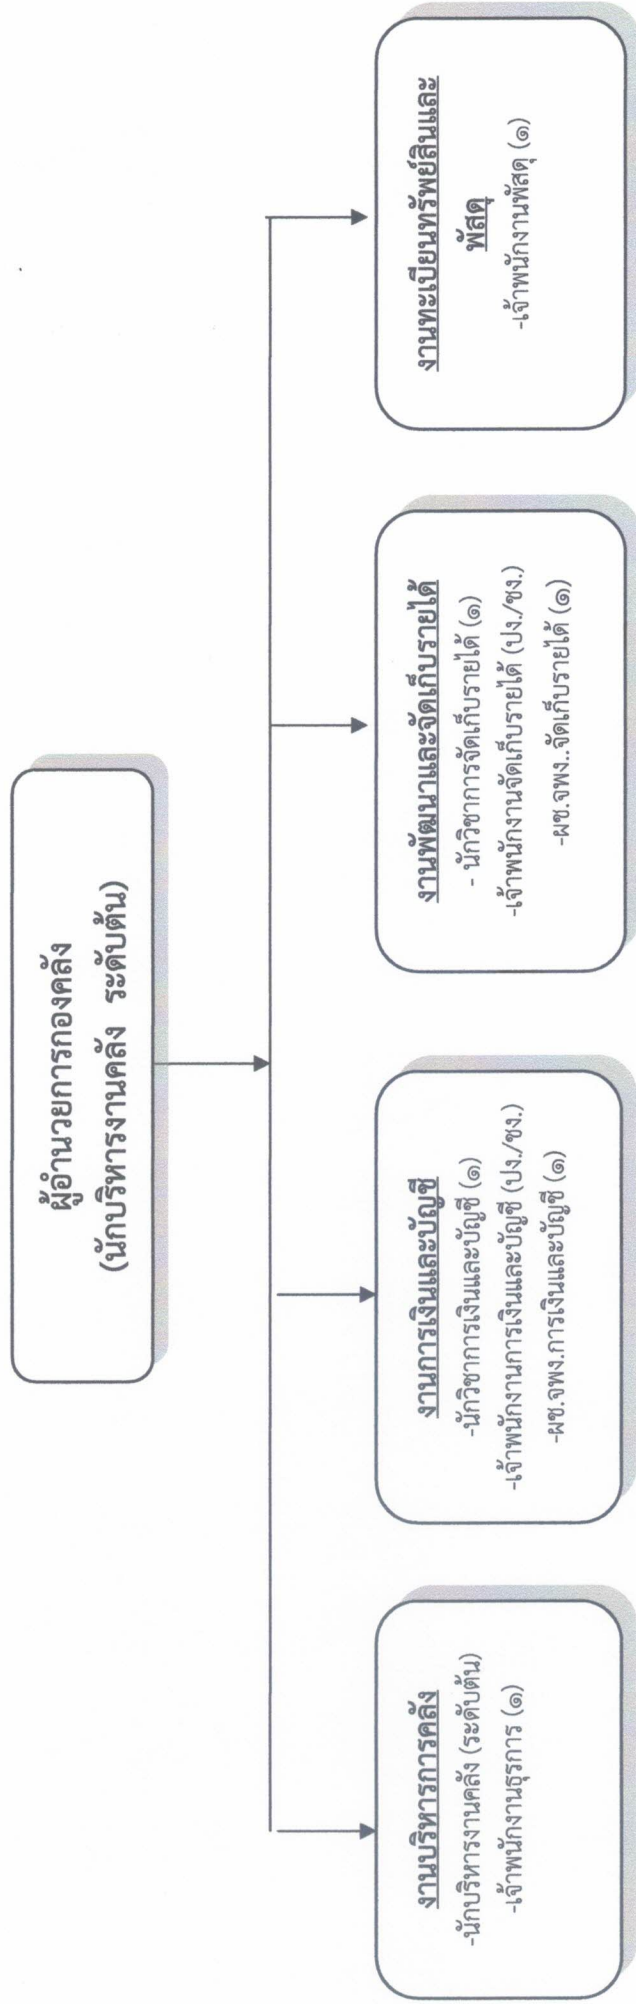 ผู้อำนวยการกองคลัง
(นักบริหารงานคลัง ระดับต้น)
งานบริหารการคลัง
-นักบริหารงานคลัง (ระดับต้น)
-เจ้าพนักงานธุรการ (๑)
งานการเงินและบัญชี
-นักวิชาการเงินและบัญชี (๑)
-เจ้าพนักงานการเงินและบัญชี (ปง./ชง.)
-ผช.จพง.การเงินและบัญชี (๑)
งานพัฒนาและจัดเก็บรายได้
- นักวิชาการจัดเก็บรายได้ (๑)
-เจ้าพนักงานจัดเก็บรายได้ (ปง./ชง.)
-ผช.จพง..จัดเก็บรายได้ (๑)
งานทะเบียนทรัพย์สินและ
พัสดุ
-เจ้าพนักงานพัสดุ (๑)